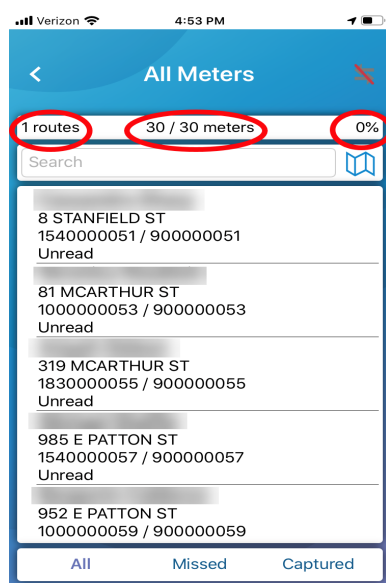 Verizon 4:53 PM
All Meters
1 routes 30 / 30 meters 0%
Search
8 STANFIELD ST
1540000051 / 900000051
Unread
81 MCARTHUR ST
1000000053 / 900000053
Unread
319 MCARTHUR ST
1830000055 / 900000055
Unread
985 E PATTON ST
1540000057 / 900000057
Unread
952 E PATTON ST
1000000059 / 900000059
All Missed Captured